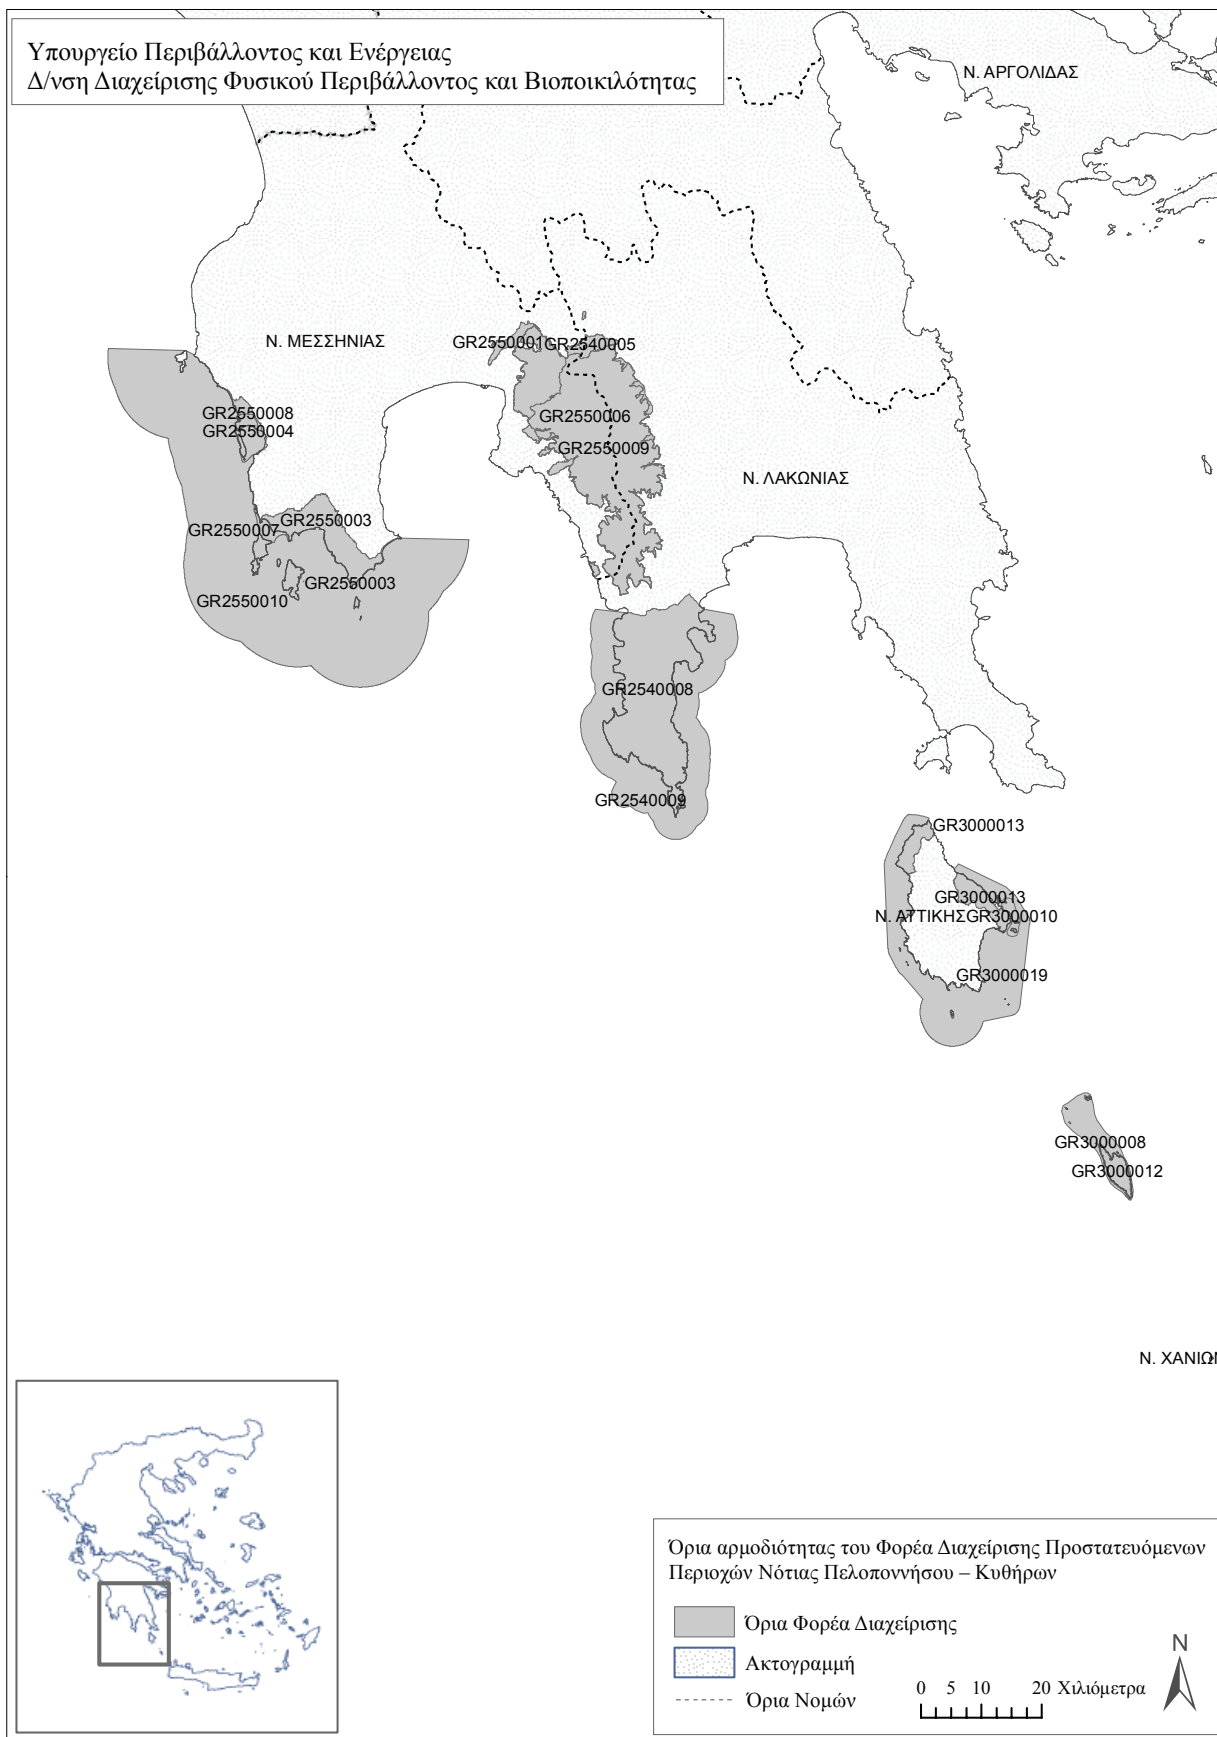 Υπουργείο Περιβάλλοντος και Ενέργειας
Δ/νση Διαχείρισης Φυσικού Περιβάλλοντος και Βιοποικιλότητας
Ν. ΑΡΓΟΛΙΔΑΣ
Ν. ΜΕΣΣΗΝΙΑΣ
GR2550001
GR2540005
GR2550008
GR2550004
GR2550006
GR2550009
Ν. ΛΑΚΩΝΙΑΣ
GR2550003
GR2550007
GR2550003
GR2550010
GR2540008
GR2540009
GR3000013
GR3000013
Ν. ΑΤΤΙΚΗΣ
GR3000010
GR3000019
GR3000008
GR3000012
Ν. ΧΑΝΙΩΝ
Όρια αρμοδιότητας του Φορέα Διαχείρισης Προστατευόμενων
Περιοχών Νότιας Πελοποννήσου – Κυθήρων
Όρια Φορέα Διαχείρισης
Ακτογραμμή
Όρια Νομών
0 5 10 20 Χιλιόμετρα
N